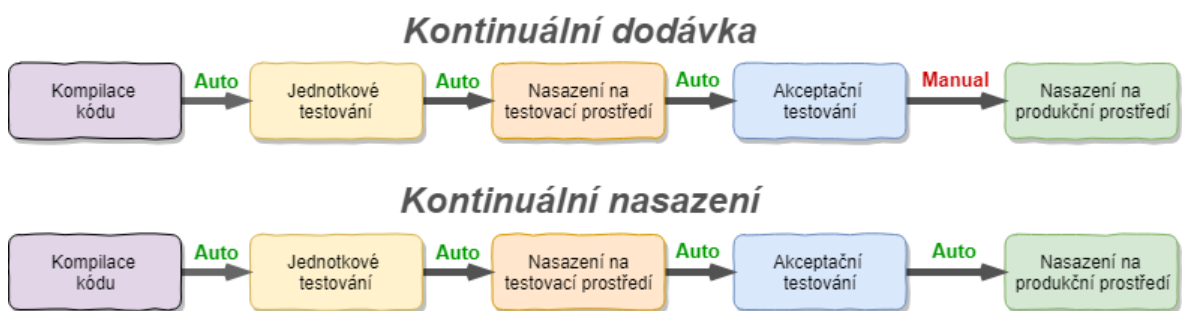 Kontinuální dodávka
Auto Auto Auto Manual
Kompilace Jednotkové Nasazení na Akceptační Nasazení na
kódu testování testovací prostředí testování produkční prostředí
Kontinuální nasazení
Auto Auto Auto Auto
Kompilace Jednotkové Nasazení na Akceptační Nasazení na
kódu testování testovací prostředí testování produkční prostředí